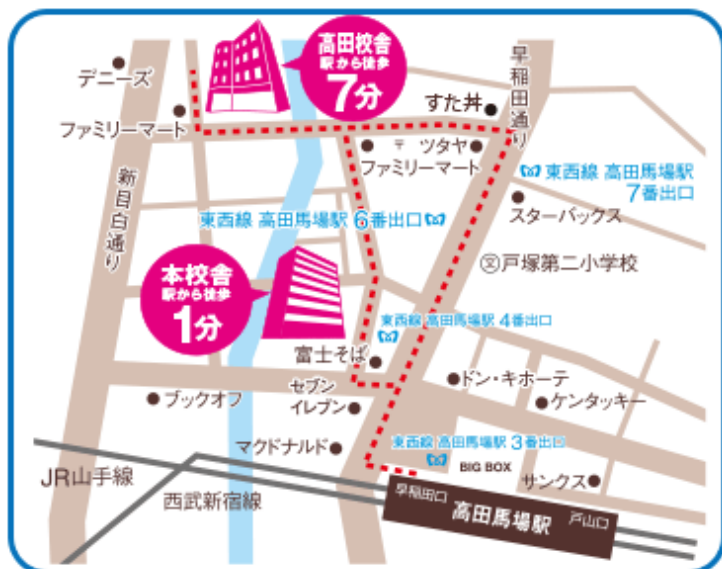 高田校舎
駅から徒歩
7分
デニーズ
ファミリーマート
すた丼
早稲田通り
〒 ツタヤ
ファミリーマート
東西線 高田馬場駅
7番出口
スターバックス
新目白通り
東西線 高田馬場駅 6番出口
文 戸塚第二小学校
本校舎
駅から徒歩
1分
東西線 高田馬場駅 4番出口
富士そば
ドン・キホーテ
ブックオフ
セブン
イレブン
ケンタッキー
マクドナルド
東西線 高田馬場駅 3番出口
BIG BOX
サンクス
JR山手線
西武新宿線
早稲田口
高田馬場駅
戸山口